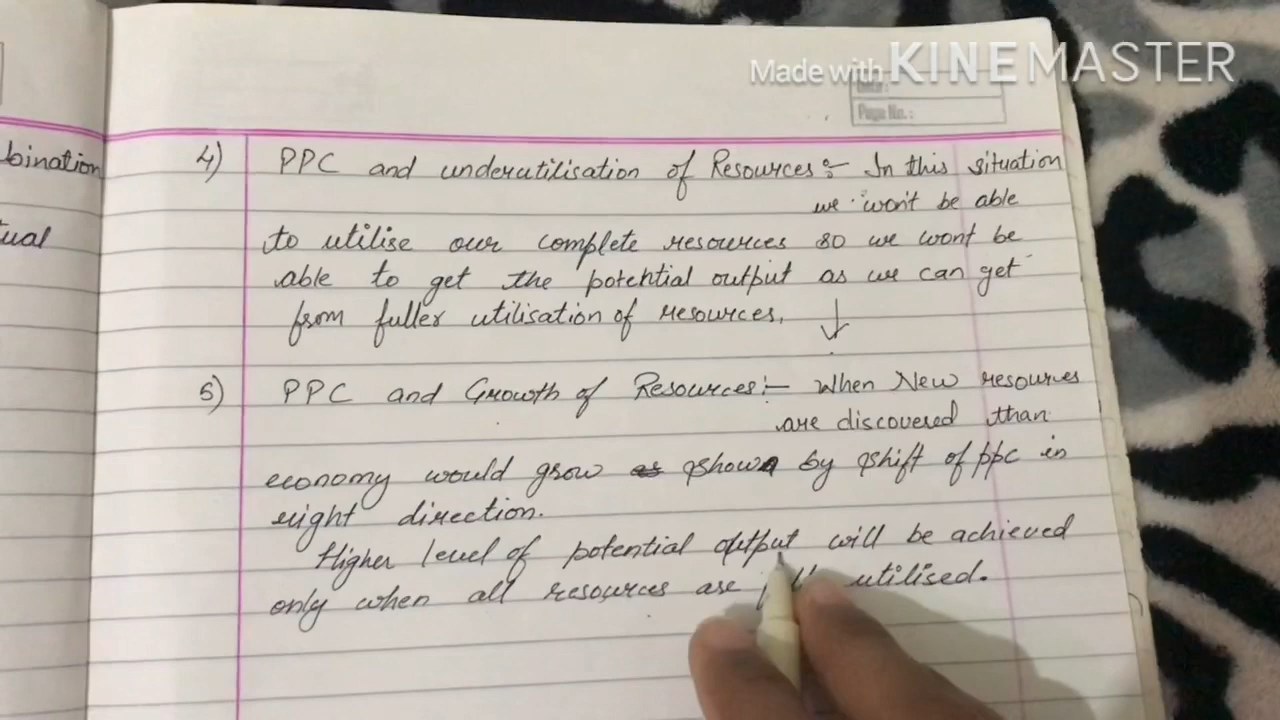 Made with KINEMASTER
Page No.:
bination
tual
4) PPC and underutilisation of Resources:- In this situation
we won't be able
to utilise our complete resources so we wont be
able to get the potential output as we can get
from fuller utilisation of resources.
5) PPC and Growth of Resources:- When New resources
are discovered than
economy would grow as show by shift of ppc in
right direction.
Higher level of potential output will be achieved
only when all resources are utilised.